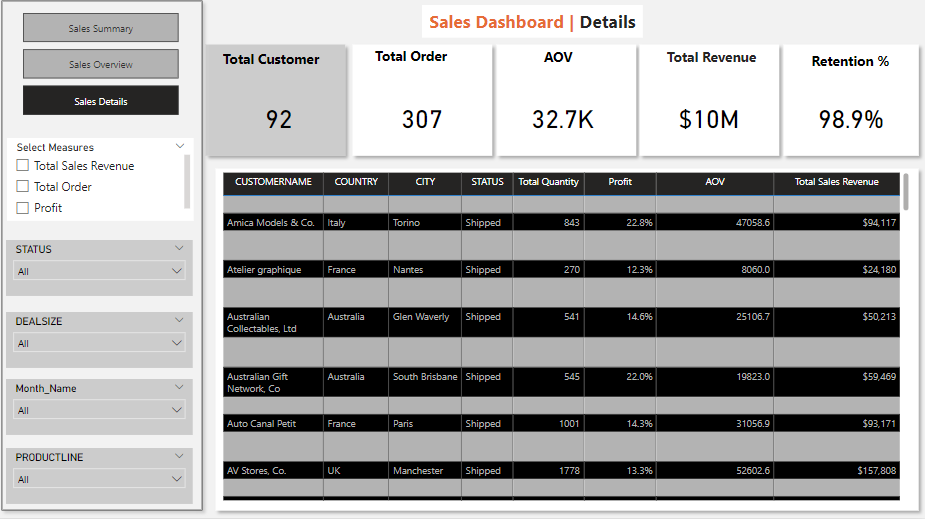 Sales Dashboard | Details
Sales Summary
Sales Overview
Sales Details
Select Measures
Total Sales Revenue
Total Order
Profit
STATUS
All
DEALSIZE
All
Month_Name
All
PRODUCTLINE
All
Total Customer
92
Total Order
307
AOV
32.7K
Total Revenue
$10M
Retention %
98.9%
CUSTOMERNAME COUNTRY CITY STATUS Total Quantity Profit AOV Total Sales Revenue
Amica Models & Co. Italy Torino Shipped 843 22.8% 47058.6 $94,117
Atelier graphique France Nantes Shipped 270 12.3% 8060.0 $24,180
Australian Australia Glen Waverly Shipped 541 14.6% 25106.7 $50,213
Collectables, Ltd
Australian Gift Australia South Brisbane Shipped 545 22.0% 19823.0 $59,469
Network, Co
Auto Canal Petit France Paris Shipped 1001 14.3% 31056.9 $93,171
AV Stores, Co. UK Manchester Shipped 1778 13.3% 52602.6 $157,808